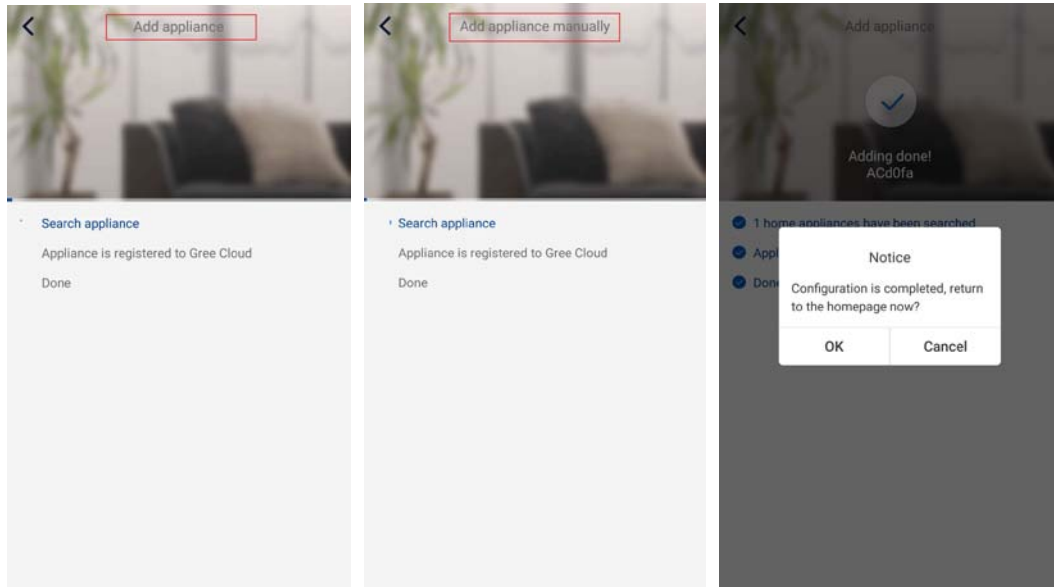 Add appliance
Search appliance
Appliance is registered to Gree Cloud
Done
Add appliance manually
Search appliance
Appliance is registered to Gree Cloud
Done
Add appliance
Adding done!
ACd0fa
1 home appliances have been searched
Appl
Done
Notice
Configuration is completed, return
to the homepage now?
OK
Cancel